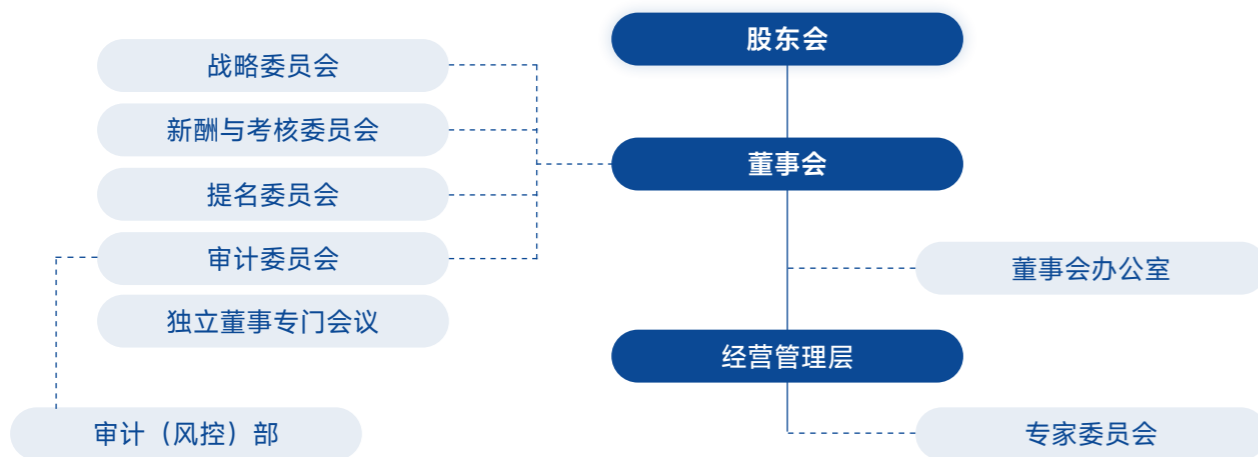 股东会
战略委员会
新酬与考核委员会
董事会
提名委员会
审计委员会
董事会办公室
独立董事专门会议
经营管理层
审计（风控）部
专家委员会